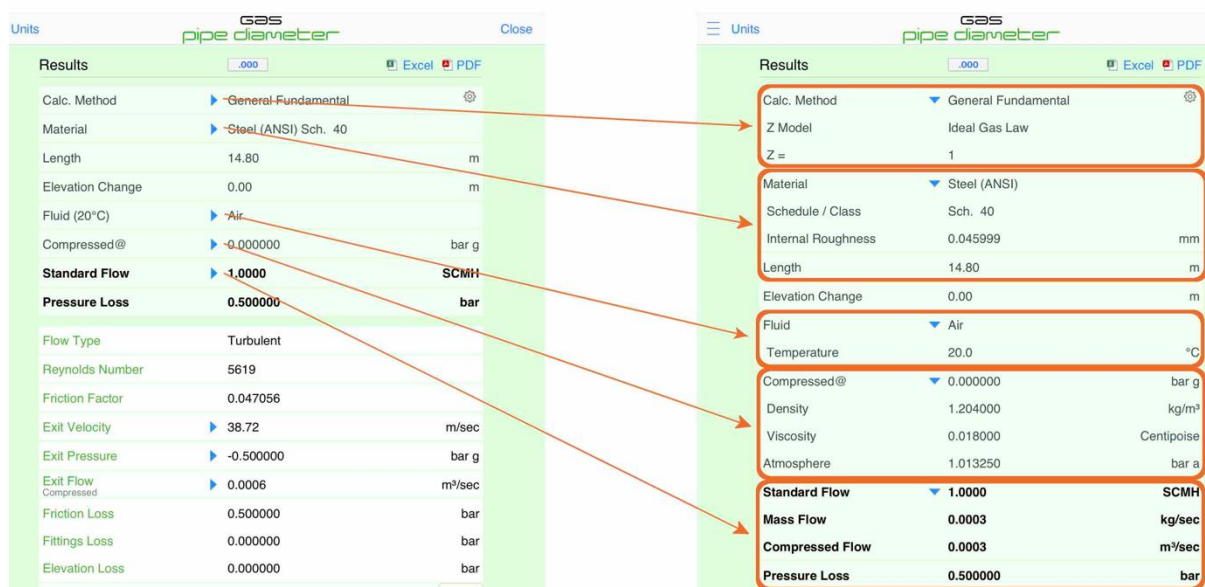 Units
Gas
pipe diameter
Close
Results
.000
Excel
PDF
Calc. Method
General Fundamental
Material
Steel (ANSI) Sch. 40
Length
14.80
m
Elevation Change
0.00
m
Fluid (20°C)
Air
Compressed@
0.000000
bar g
Standard Flow
1.0000
SCMH
Pressure Loss
0.500000
bar
Flow Type
Turbulent
Reynolds Number
5619
Friction Factor
0.047056
Exit Velocity
38.72
m/sec
Exit Pressure
-0.500000
bar g
Exit Flow
Compressed
0.0006
m³/sec
Friction Loss
0.500000
bar
Fittings Loss
0.000000
bar
Elevation Loss
0.000000
bar
Units
Gas
pipe diameter
Results
.000
Excel
PDF
Calc. Method
General Fundamental
Z Model
Ideal Gas Law
Z =
1
Material
Steel (ANSI)
Schedule / Class
Sch. 40
Internal Roughness
0.045999
mm
Length
14.80
m
Elevation Change
0.00
m
Fluid
Air
Temperature
20.0
°C
Compressed@
0.000000
bar g
Density
1.204000
kg/m³
Viscosity
0.018000
Centipoise
Atmosphere
1.013250
bar a
Standard Flow
1.0000
SCMH
Mass Flow
0.0003
kg/sec
Compressed Flow
0.0003
m³/sec
Pressure Loss
0.500000
bar